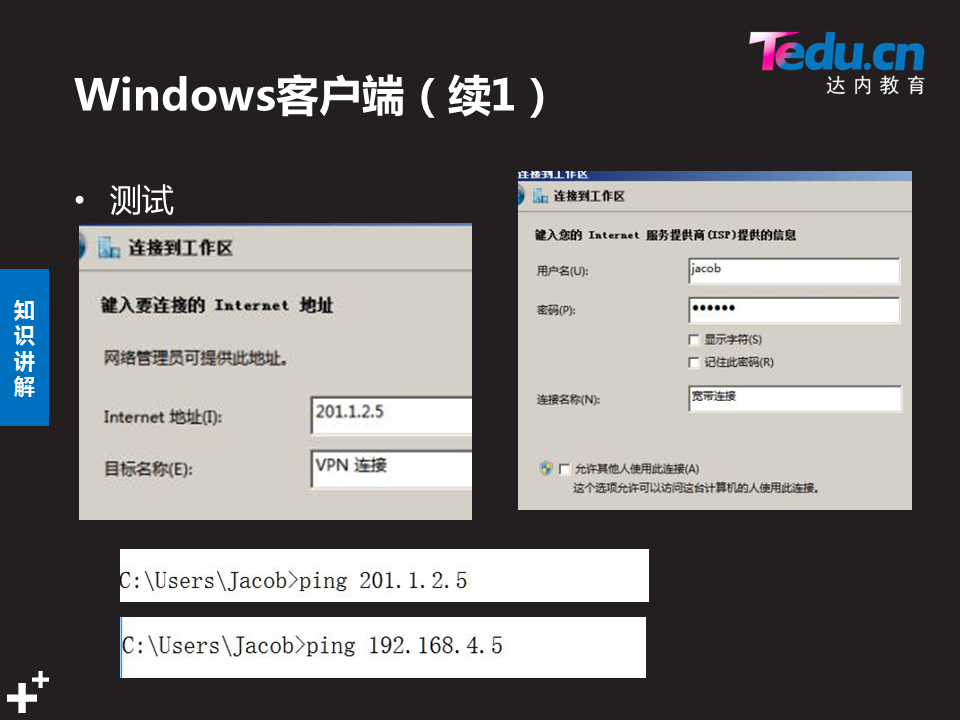 Tedu.cn
达内教育
Windows客户端（续1）
• 测试
知识讲解
连接到工作区
键入要连接的 Internet 地址
网络管理员可提供此地址。
Internet 地址(I):
201.1.2.5
目标名称(E):
VPN 连接
连接到工作区
连接到工作区
键入您的 Internet 服务提供商(ISP)提供的信息
用户名(U):
jacob
密码(P):
••••••
显示字符(S)
记住此密码(R)
连接名称(N):
宽带连接
允许其他人使用此连接(A)
这个选项允许可以访问这台计算机的人使用此连接。
C:\Users\Jacob>ping 201.1.2.5
C:\Users\Jacob>ping 192.168.4.5